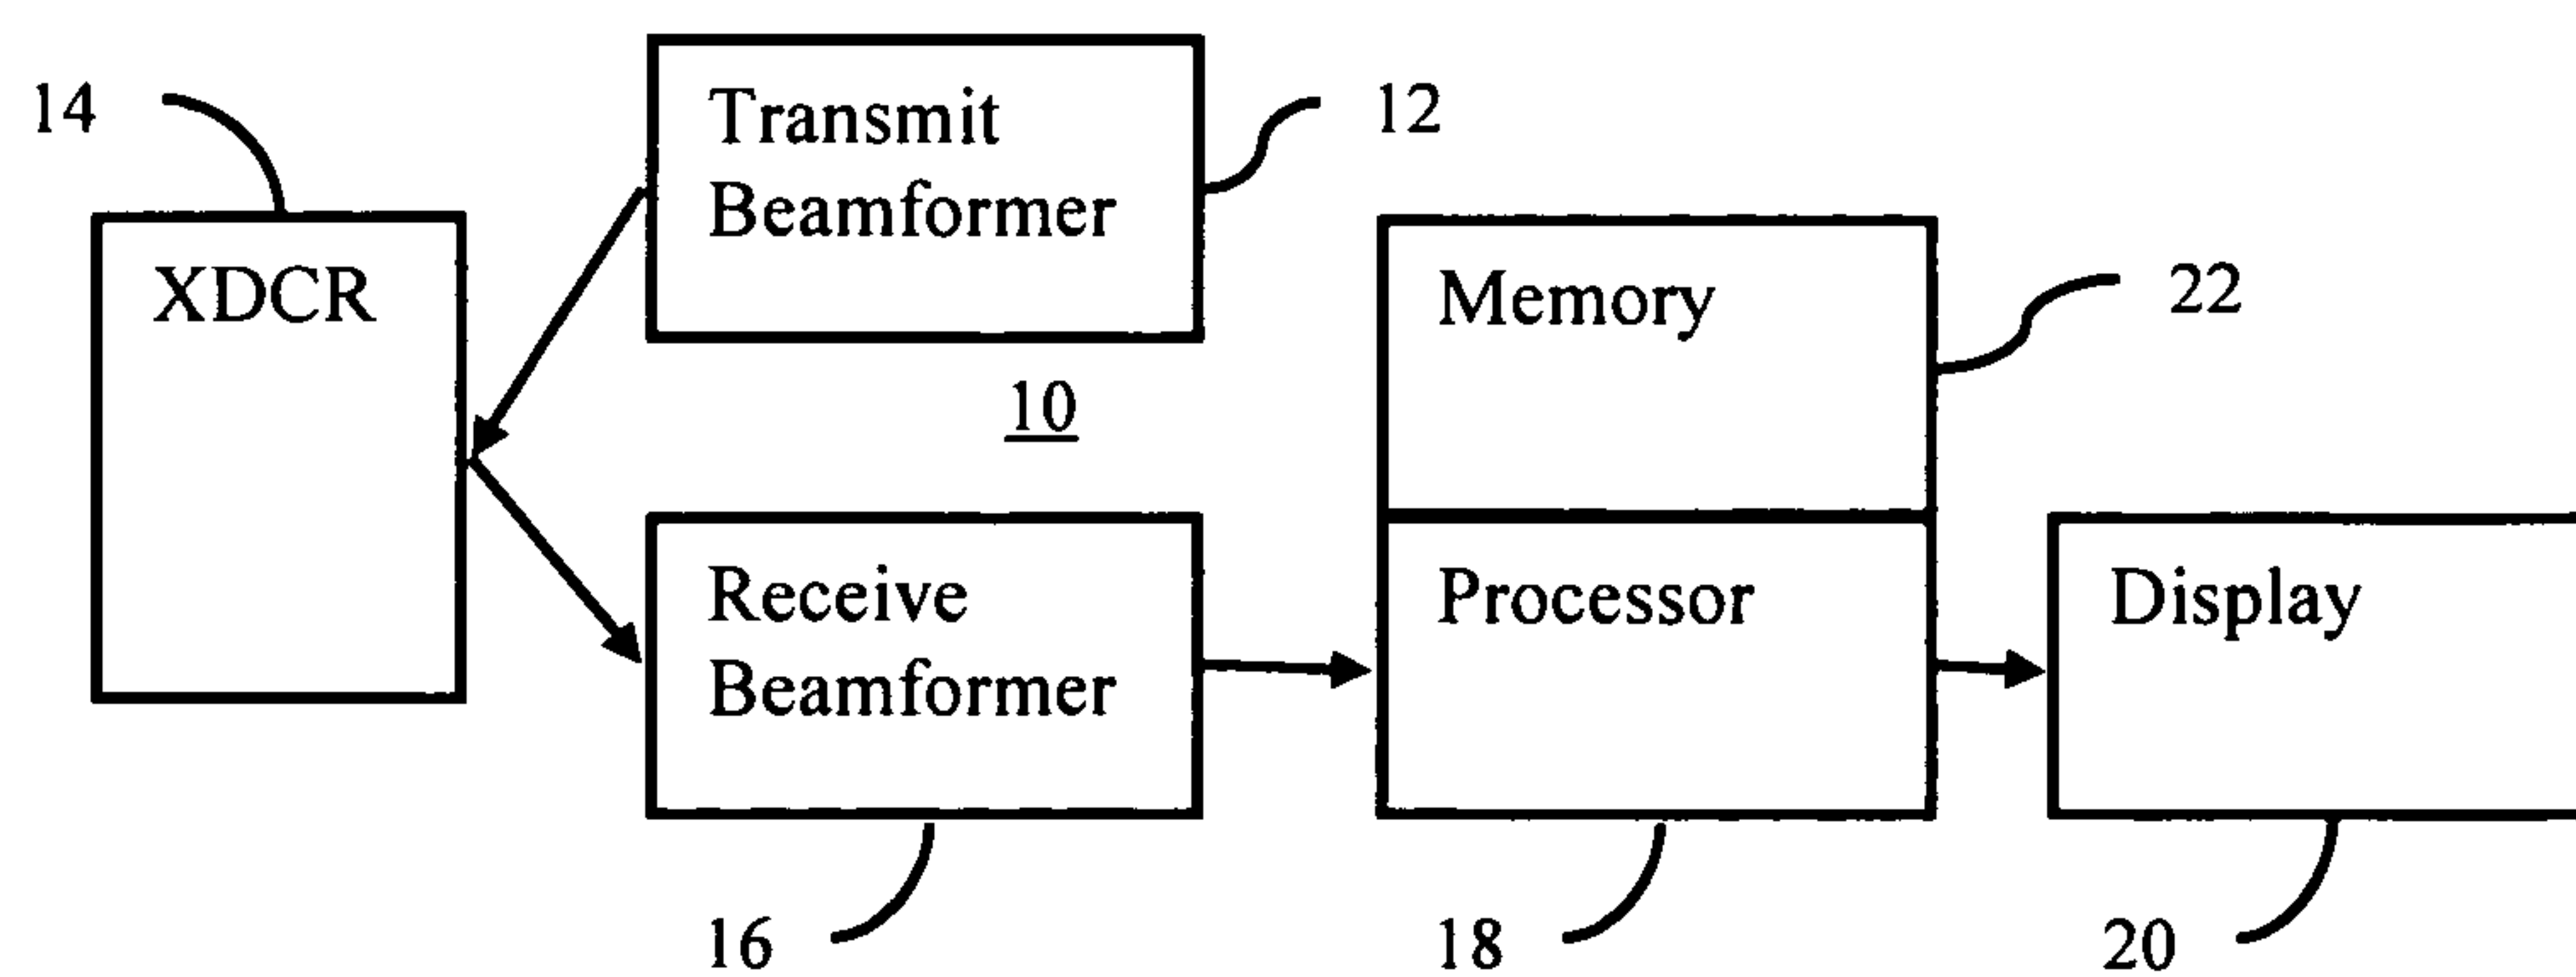 14
Transmit
Beamformer
12
XDCR
Memory
22
10
Receive
Beamformer
Processor
Display
16
18
20